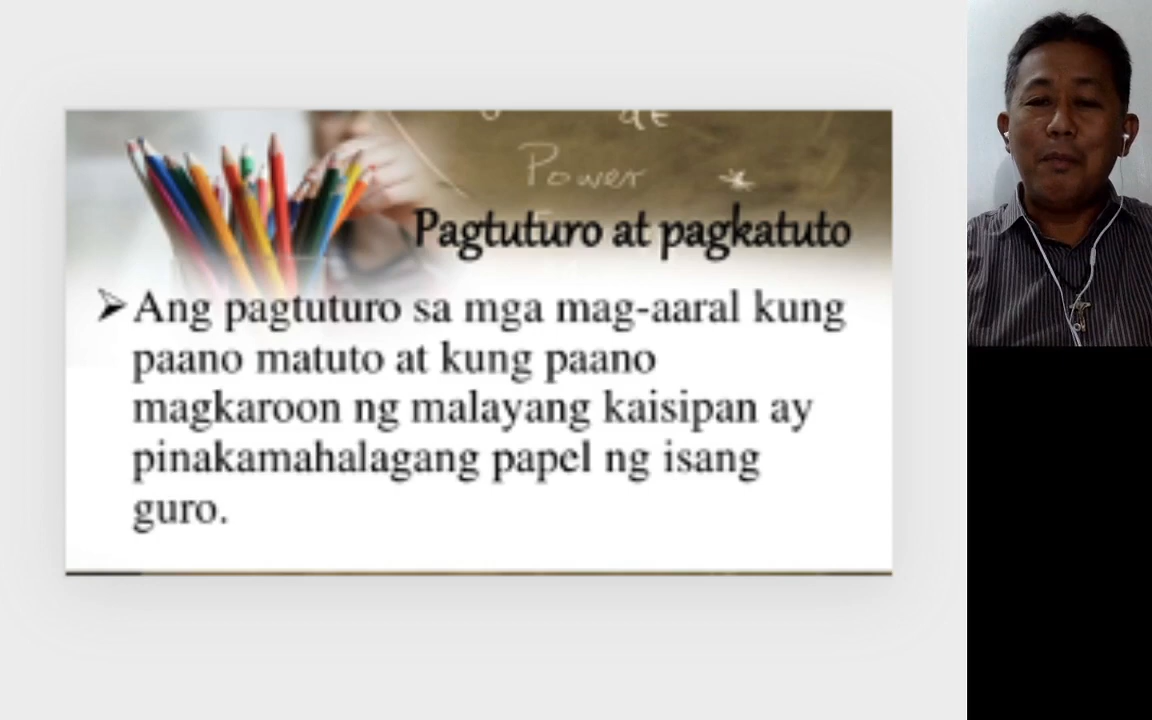 at
Power
Pagtuturo at pagkatuto
➢Ang pagtuturo sa mga mag-aaral kung
paano matuto at kung paano
magkaroon ng malayang kaisipan ay
pinakamahalagang papel ng isang
guro.